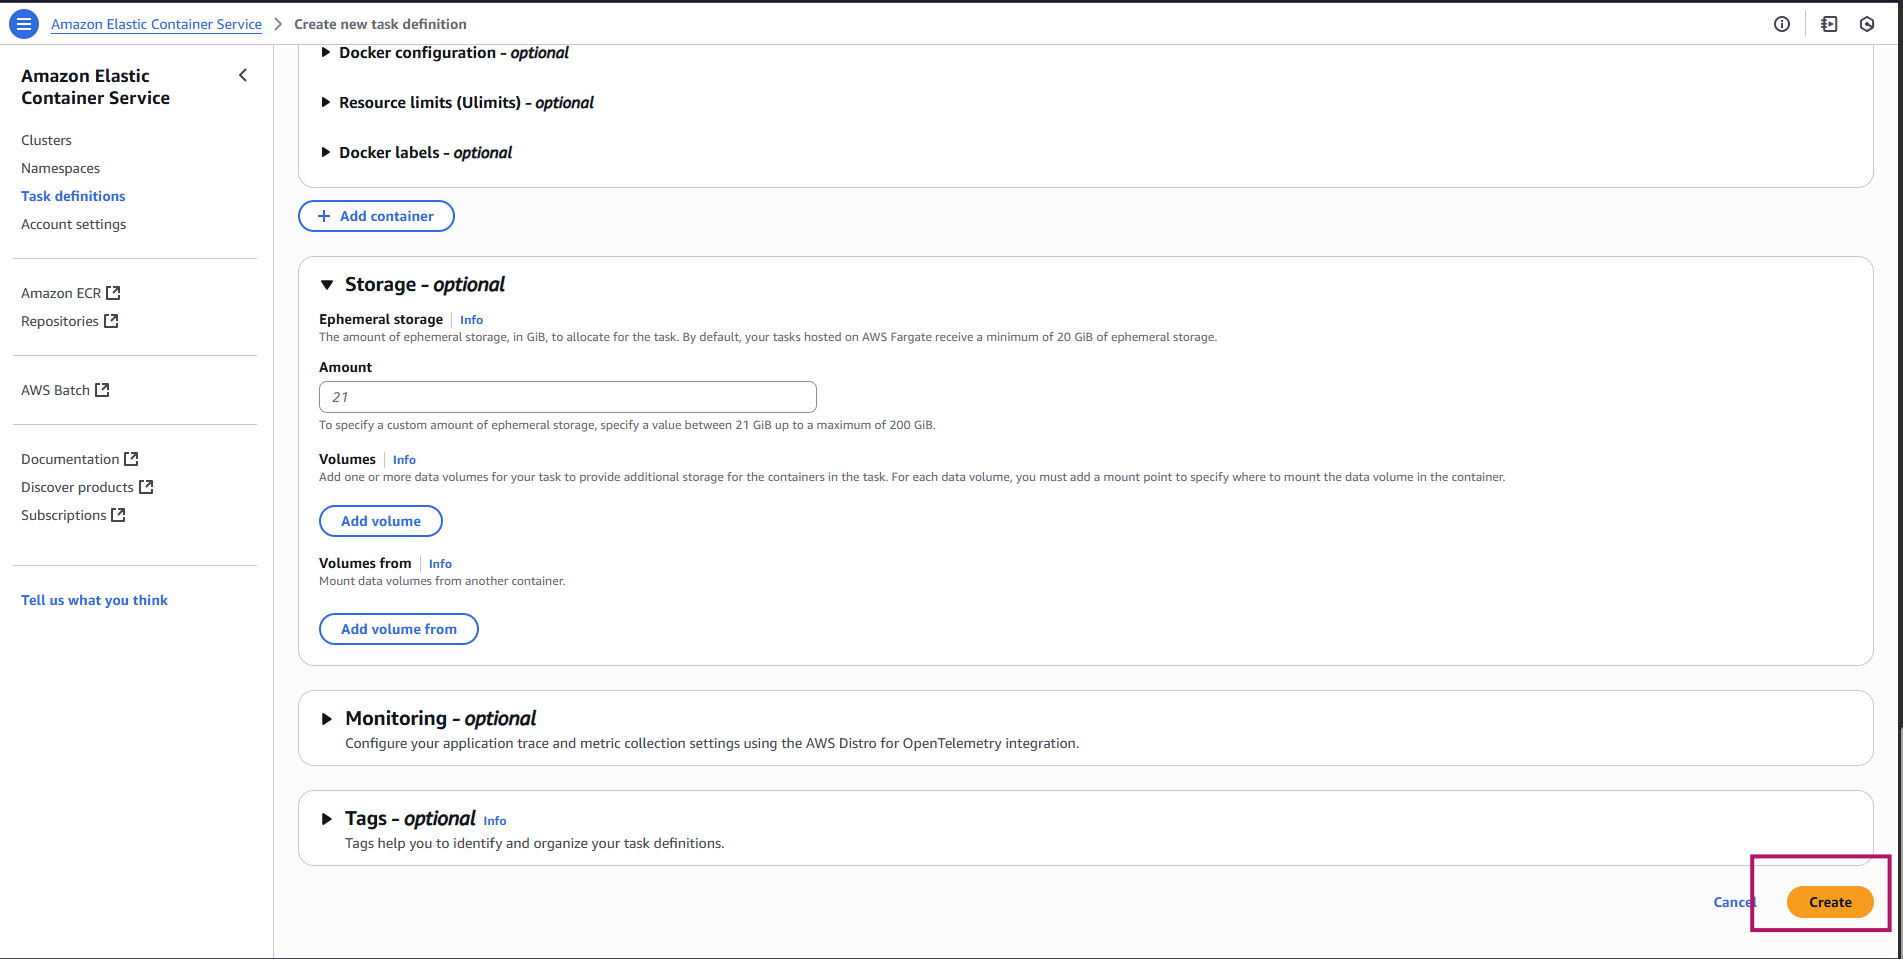 Amazon Elastic Container Service > Create new task definition
Amazon Elastic
Container Service
Clusters
Namespaces
Task definitions
Account settings
Amazon ECR
Repositories
AWS Batch
Documentation
Discover products
Subscriptions
Tell us what you think
Docker configuration - optional
Resource limits (Ulimits) - optional
Docker labels - optional
Add container
Storage - optional
Ephemeral storage Info
The amount of ephemeral storage, in GiB, to allocate for the task. By default, your tasks hosted on AWS Fargate receive a minimum of 20 GiB of ephemeral storage.
Amount
21
To specify a custom amount of ephemeral storage, specify a value between 21 GiB up to a maximum of 200 GiB.
Volumes Info
Add one or more data volumes for your task to provide additional storage for the containers in the task. For each data volume, you must add a mount point to specify where to mount the data volume in the container.
Add volume
Volumes from Info
Mount data volumes from another container.
Add volume from
Monitoring - optional
Configure your application trace and metric collection settings using the AWS Distro for OpenTelemetry integration.
Tags - optional Info
Tags help you to identify and organize your task definitions.
Cancel Create